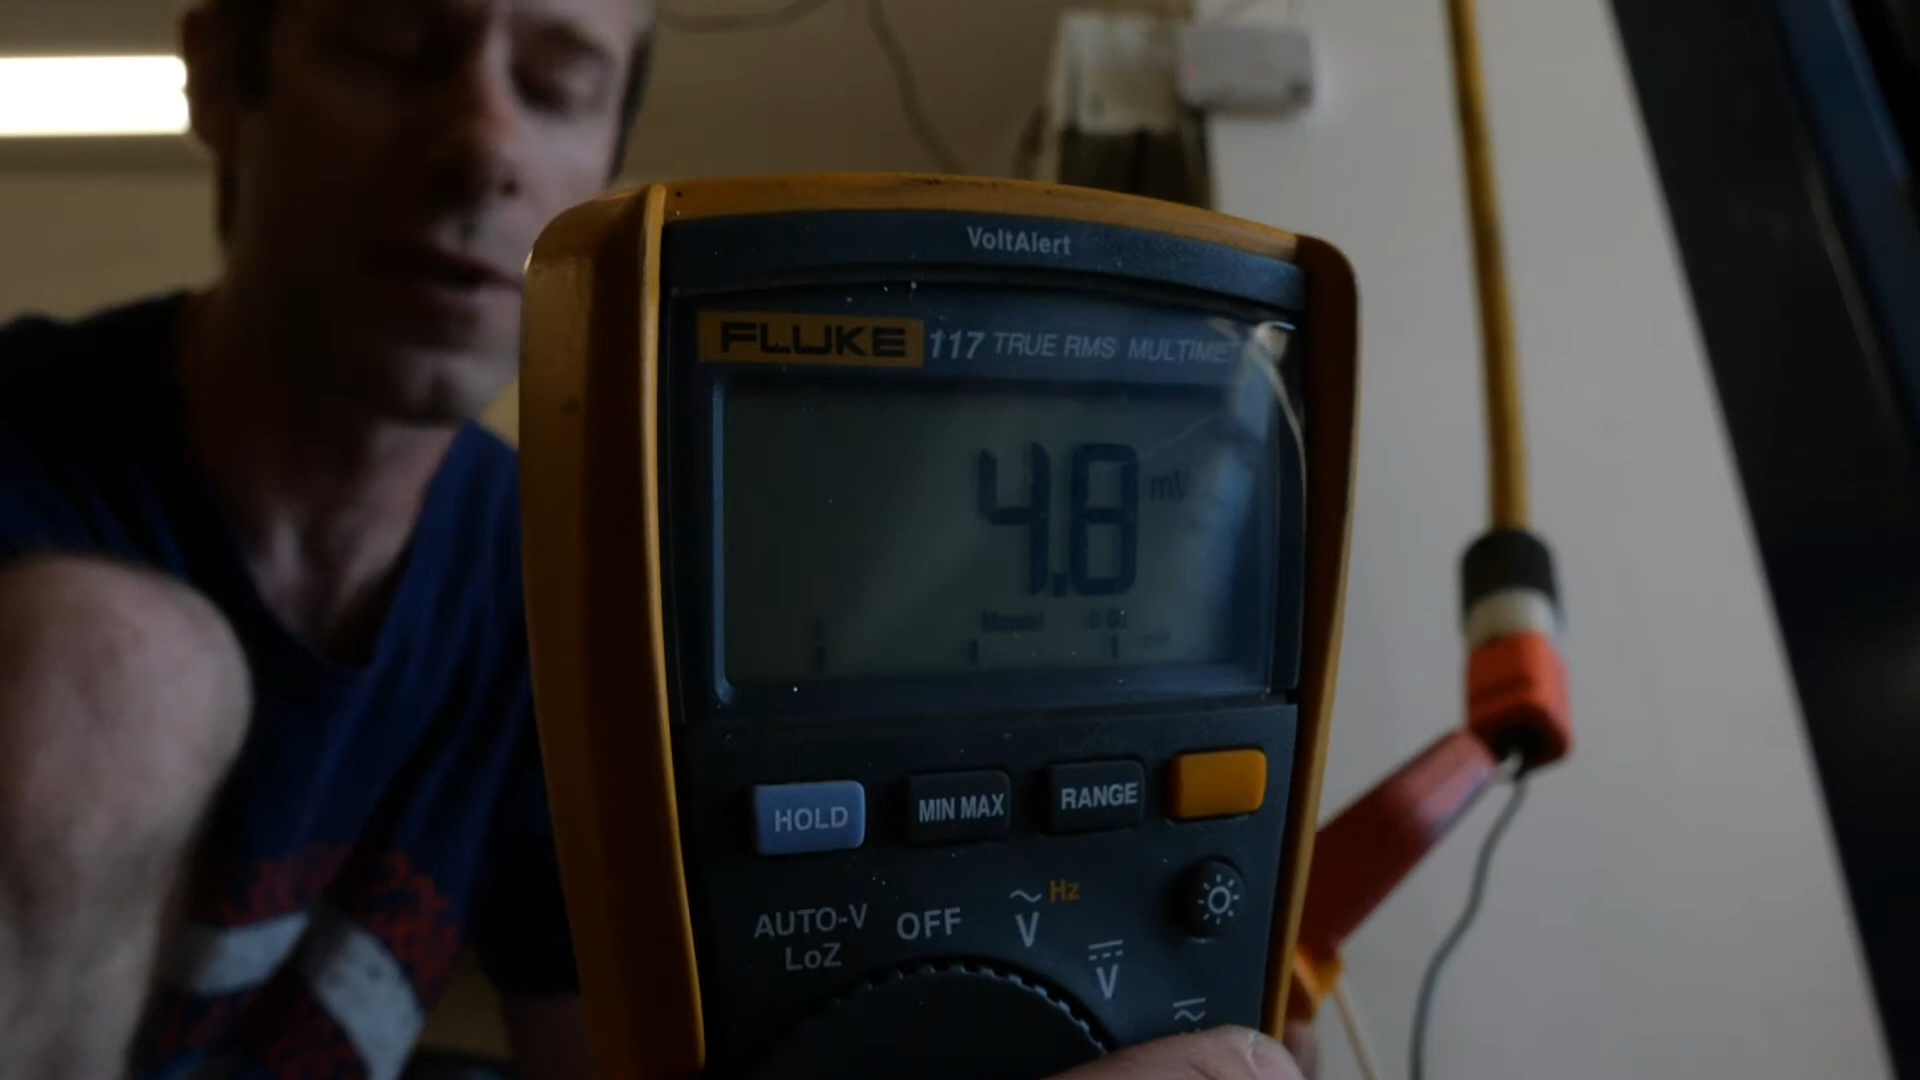 VoltAlert
FLUKE 117 TRUE RMS MULTIME
4.8 mV
HOLD
MIN MAX
RANGE
AUTO-V
LoZ
OFF
Hz
V
V